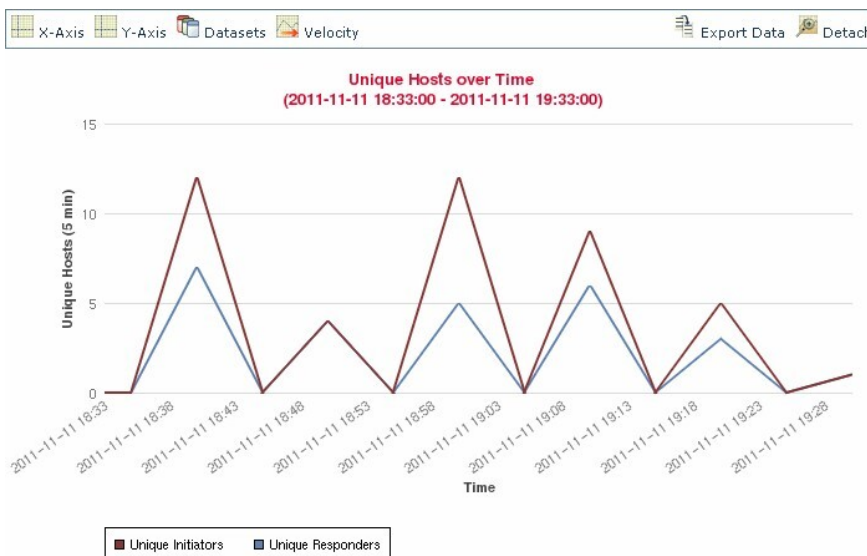 X-Axis Y-Axis Datasets Velocity Export Data Detach
Unique Hosts over Time
(2011-11-11 18:33:00 - 2011-11-11 19:33:00)
Unique Hosts (5 min)
15
10
5
0
2011-11-11 18:33
2011-11-11 18:38
2011-11-11 18:43
2011-11-11 18:48
2011-11-11 18:53
2011-11-11 18:58
2011-11-11 19:03
2011-11-11 19:08
2011-11-11 19:13
2011-11-11 19:18
2011-11-11 19:23
2011-11-11 19:28
Time
Unique Initiators Unique Responders